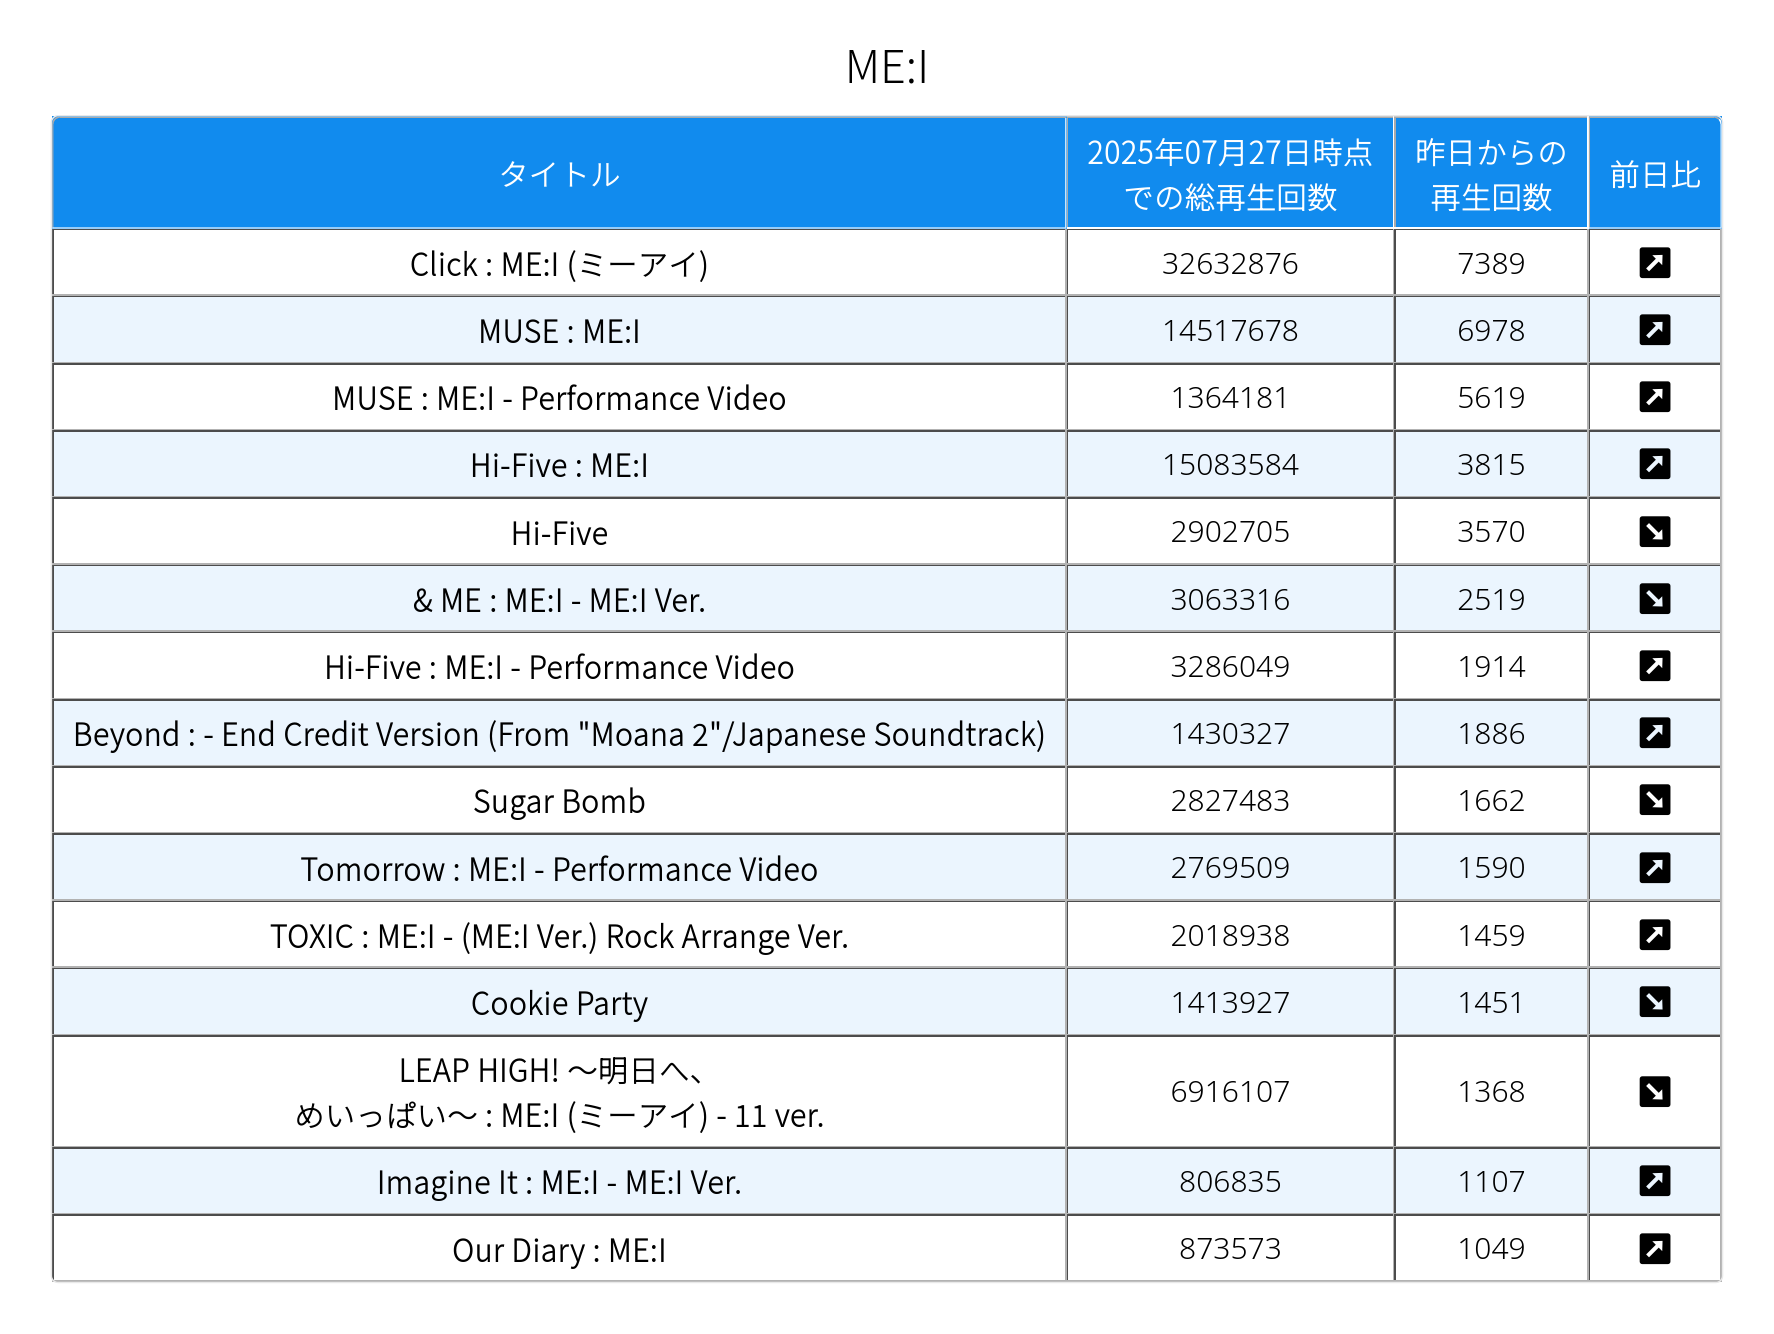 ME:I
タイトル
2025年07月27日時点
での総再生回数
昨日からの
再生回数
前日比
Click : ME:I (ミーアイ) 32632876 7389
MUSE : ME:I 14517678 6978
MUSE : ME:I - Performance Video 1364181 5619
Hi-Five : ME:I 15083584 3815
Hi-Five 2902705 3570
& ME : ME:I - ME:I Ver. 3063316 2519
Hi-Five : ME:I - Performance Video 3286049 1914
Beyond : - End Credit Version (From "Moana 2"/Japanese Soundtrack) 1430327 1886
Sugar Bomb 2827483 1662
Tomorrow : ME:I - Performance Video 2769509 1590
TOXIC : ME:I - (ME:I Ver.) Rock Arrange Ver. 2018938 1459
Cookie Party 1413927 1451
LEAP HIGH! 〜明日へ、
めいっぱい〜 : ME:I (ミーアイ) - 11 ver. 6916107 1368
Imagine It : ME:I - ME:I Ver. 806835 1107
Our Diary : ME:I 873573 1049